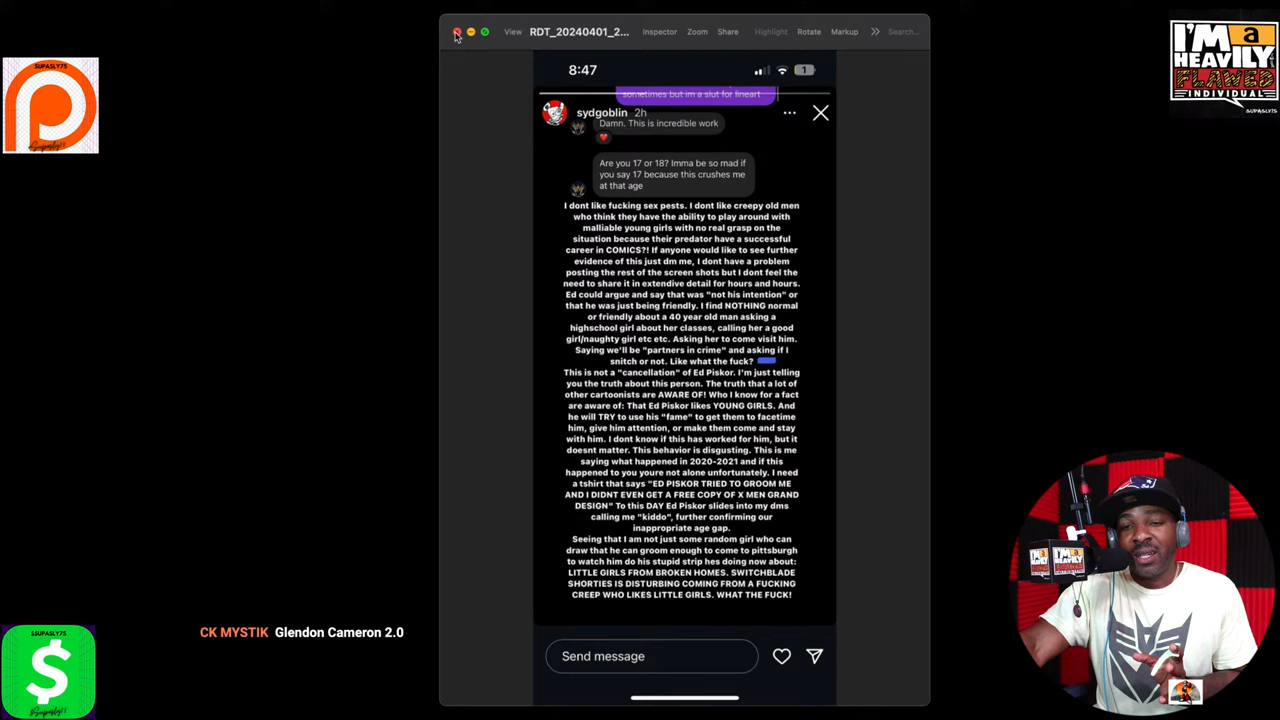 SUPASLY75
#Supasly75
View RDT_20240401_2... Inspector Zoom Share Highlight Rotate Markup Search...
I'M a
HEAVILY
FLAWED
INDIVIDUAL
SUPASLY75
8:47
1
sometimes but im a slut for lineart
sydgoblin 2h
Damn. This is incredible work
Are you 17 or 18? Imma be so mad if
you say 17 because this crushes me
at that age
I dont like fucking sex pests. I dont like creepy old men
who think they have the ability to play around with
malliable young girls with no real grasp on the
situation because their predator have a successful
career in COMICS?! If anyone would like to see further
evidence of this just dm me, I dont have a problem
posting the rest of the screen shots but I dont feel the
need to share it in extendive detail for hours and hours.
Ed could argue and say that was "not his intention" or
that he was just being friendly. I find NOTHING normal
or friendly about a 40 year old man asking a
highschool girl about her classes, calling her a good
girl/naughty girl etc etc. Asking her to come visit him.
Saying we'll be "partners in crime" and asking if I
snitch or not. Like what the fuck?
This is not a "cancellation" of Ed Piskor. I'm just telling
you the truth about this person. The truth that a lot of
other cartoonists are AWARE OF! Who I know for a fact
are aware of: That Ed Piskor likes YOUNG GIRLS. And
he will TRY to use his "fame" to get them to facetime
him, give him attention, or make them come and stay
with him. I dont know if this has worked for him, but it
doesnt matter. This behavior is disgusting. This is me
saying what happened in 2020-2021 and if this
happened to you youre not alone unfortunately. I need
a tshirt that says "ED PISKOR TRIED TO GROOM ME
AND I DIDNT EVEN GET A FREE COPY OF X MEN GRAND
DESIGN" To this DAY Ed Piskor slides into my dms
calling me "kiddo", further confirming our
inappropriate age gap.
Seeing that I am not just some random girl who can
draw that he can groom enough to come to pittsburgh
to watch him do his stupid strip hes doing now about:
LITTLE GIRLS FROM BROKEN HOMES. SWITCHBLADE
SHORTIES IS DISTURBING COMING FROM A FUCKING
CREEP WHO LIKES LITTLE GIRLS. WHAT THE FUCK!
Send message
$SUPASLY75
$
CK MYSTIK Glendon Cameron 2.0
I'M a
HEAVILY